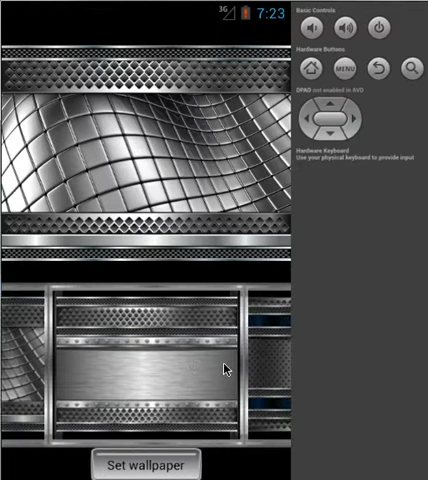 3G
7:23
Basic Controls
Hardware Buttons
MENU
DPAD not enabled in AVD
Hardware Keyboard
Use your physical keyboard to provide input
Set wallpaper